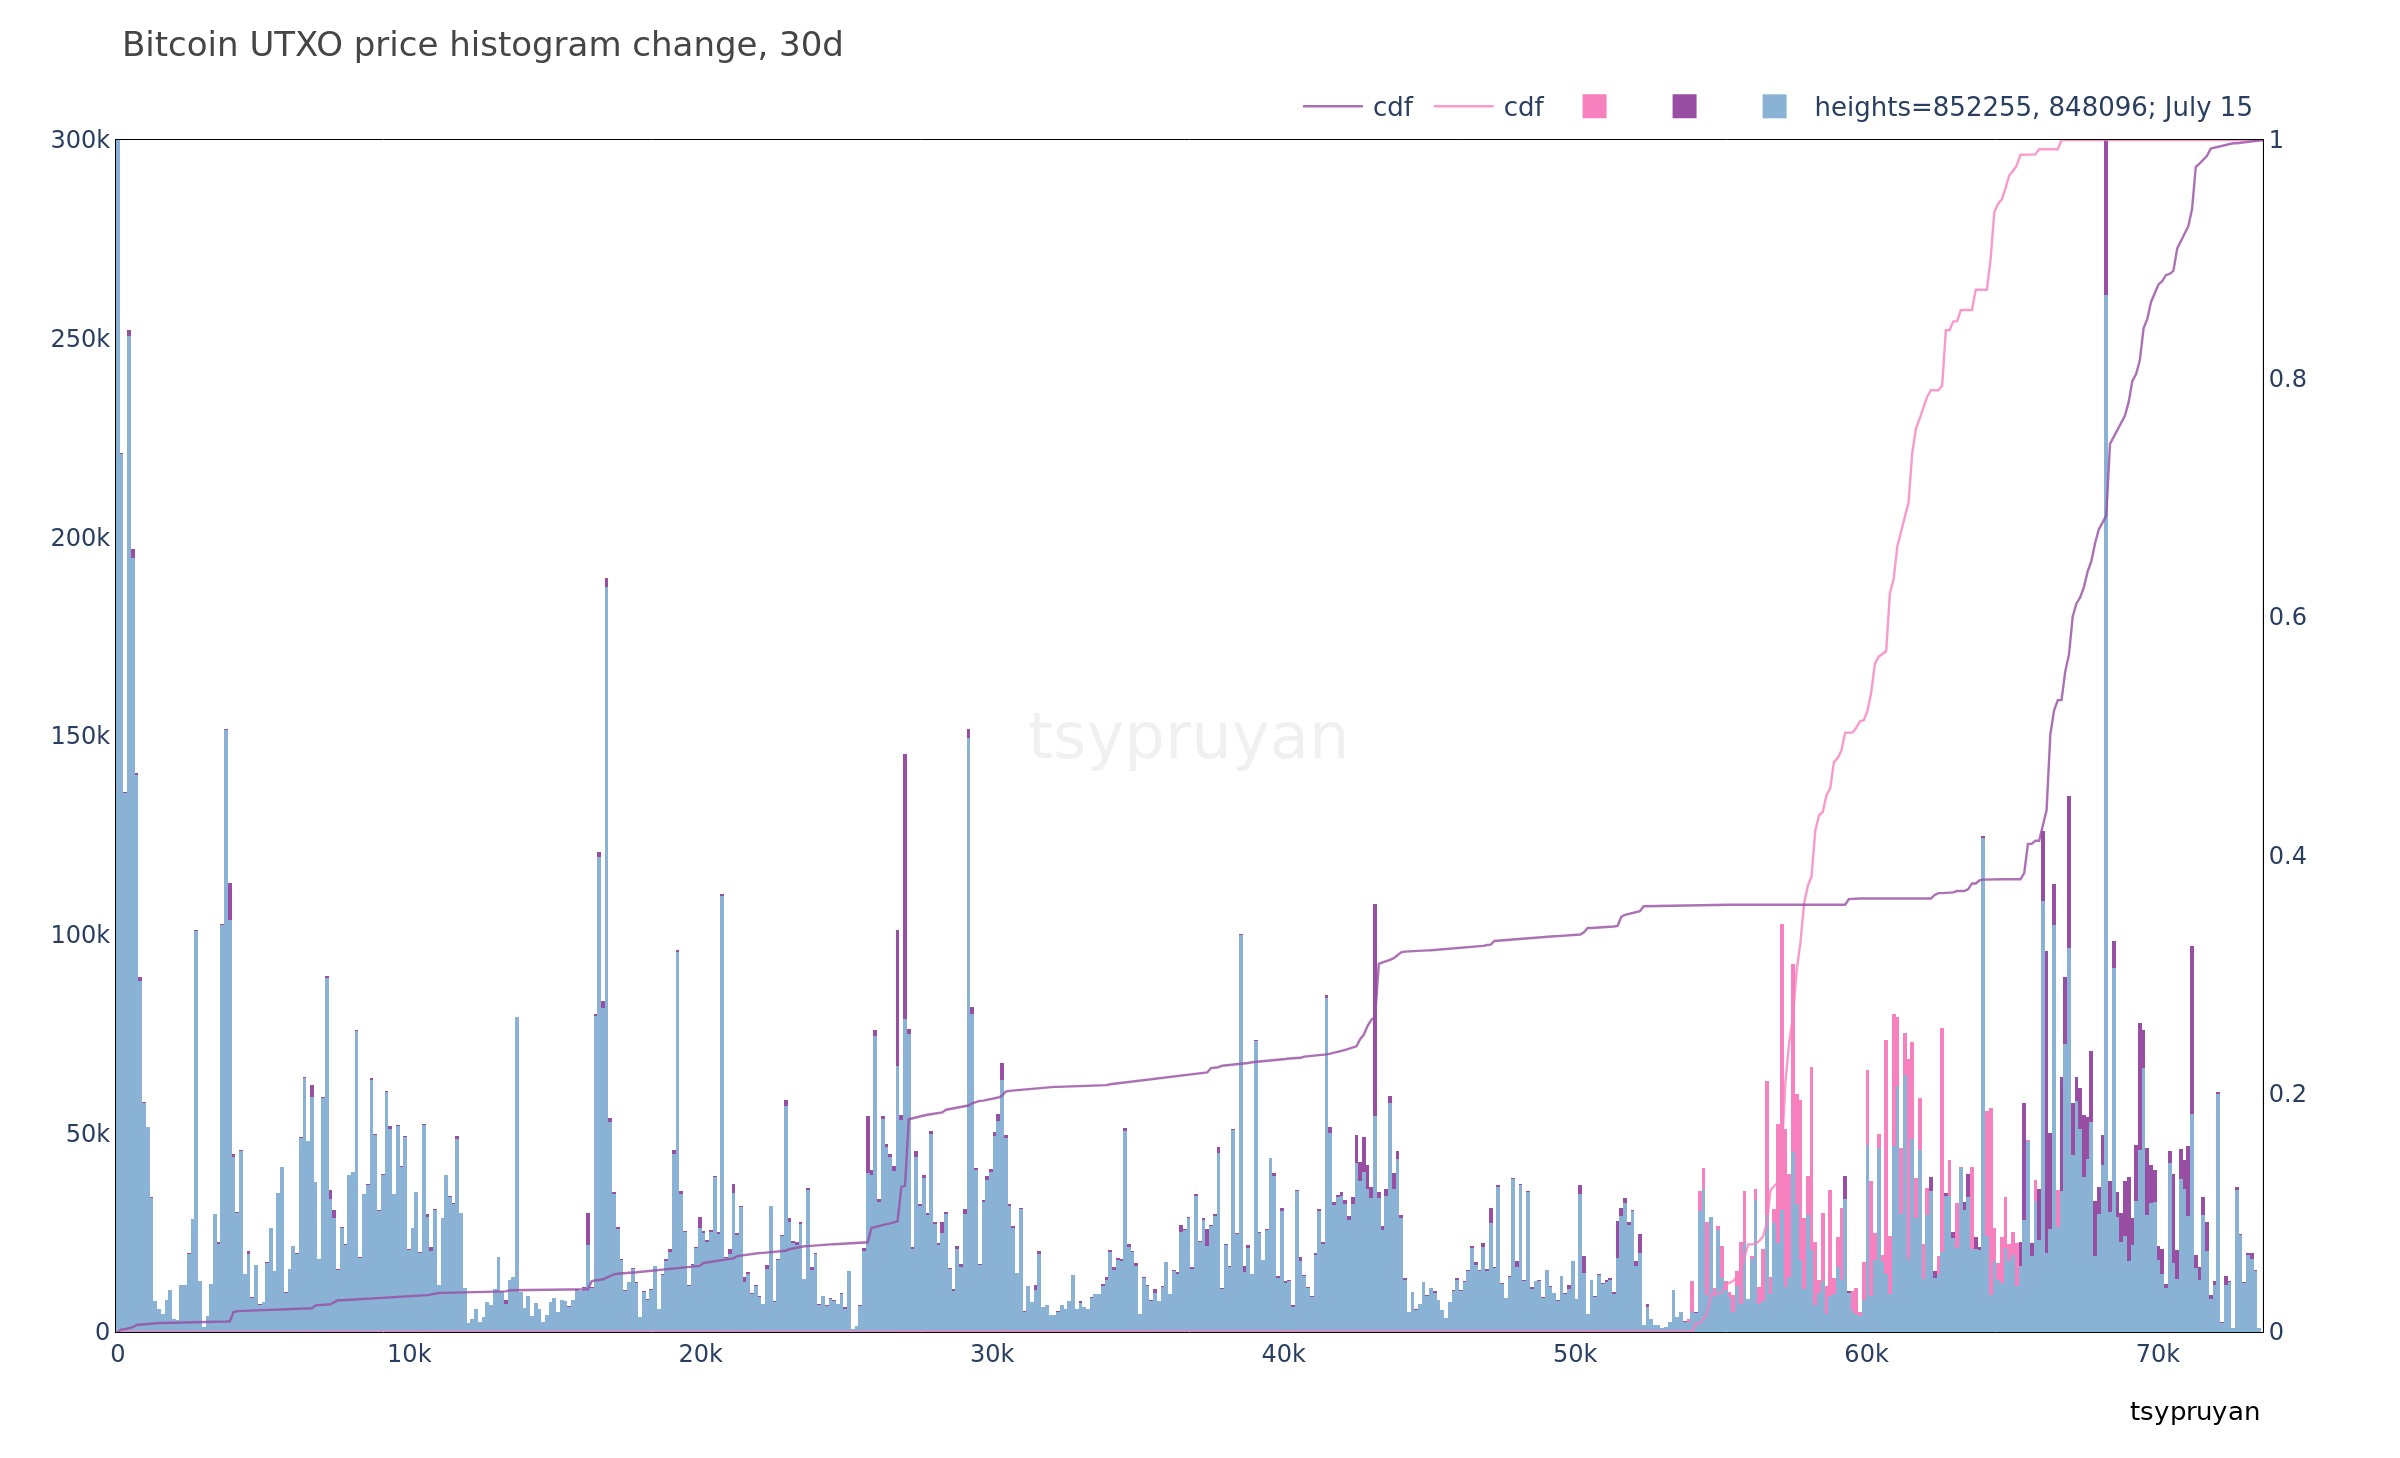 Bitcoin UTXO price histogram change, 30d
cdf cdf heights=852255, 848096; July 15
300k
250k
200k
150k
100k
50k
0
1
0.8
0.6
0.4
0.2
0
tsypruyan
0 10k 20k 30k 40k 50k 60k 70k
tsypruyan